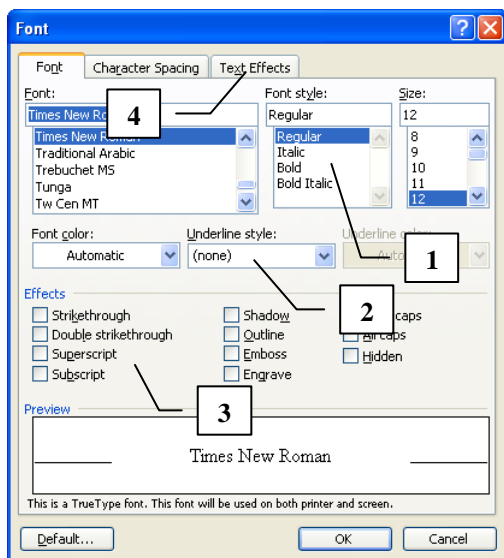 Font
Font Character Spacing Text Effects
4
Font: Font style: Size:
Times New Regular 12
Times New Roman Regular 8
Traditional Arabic Italic 9
Trebuchet MS Bold 10
Tunga Bold Italic 11
Tw Cen MT 12
1
Font color: Underline style: Underline
Automatic (none)
2
Effects
Strikethrough Shadow caps
Double strikethrough Outline All caps
Superscript Emboss Hidden
Subscript Engrave
3
Preview
Times New Roman
This is a TrueType font. This font will be used on both printer and screen.
Default... OK Cancel